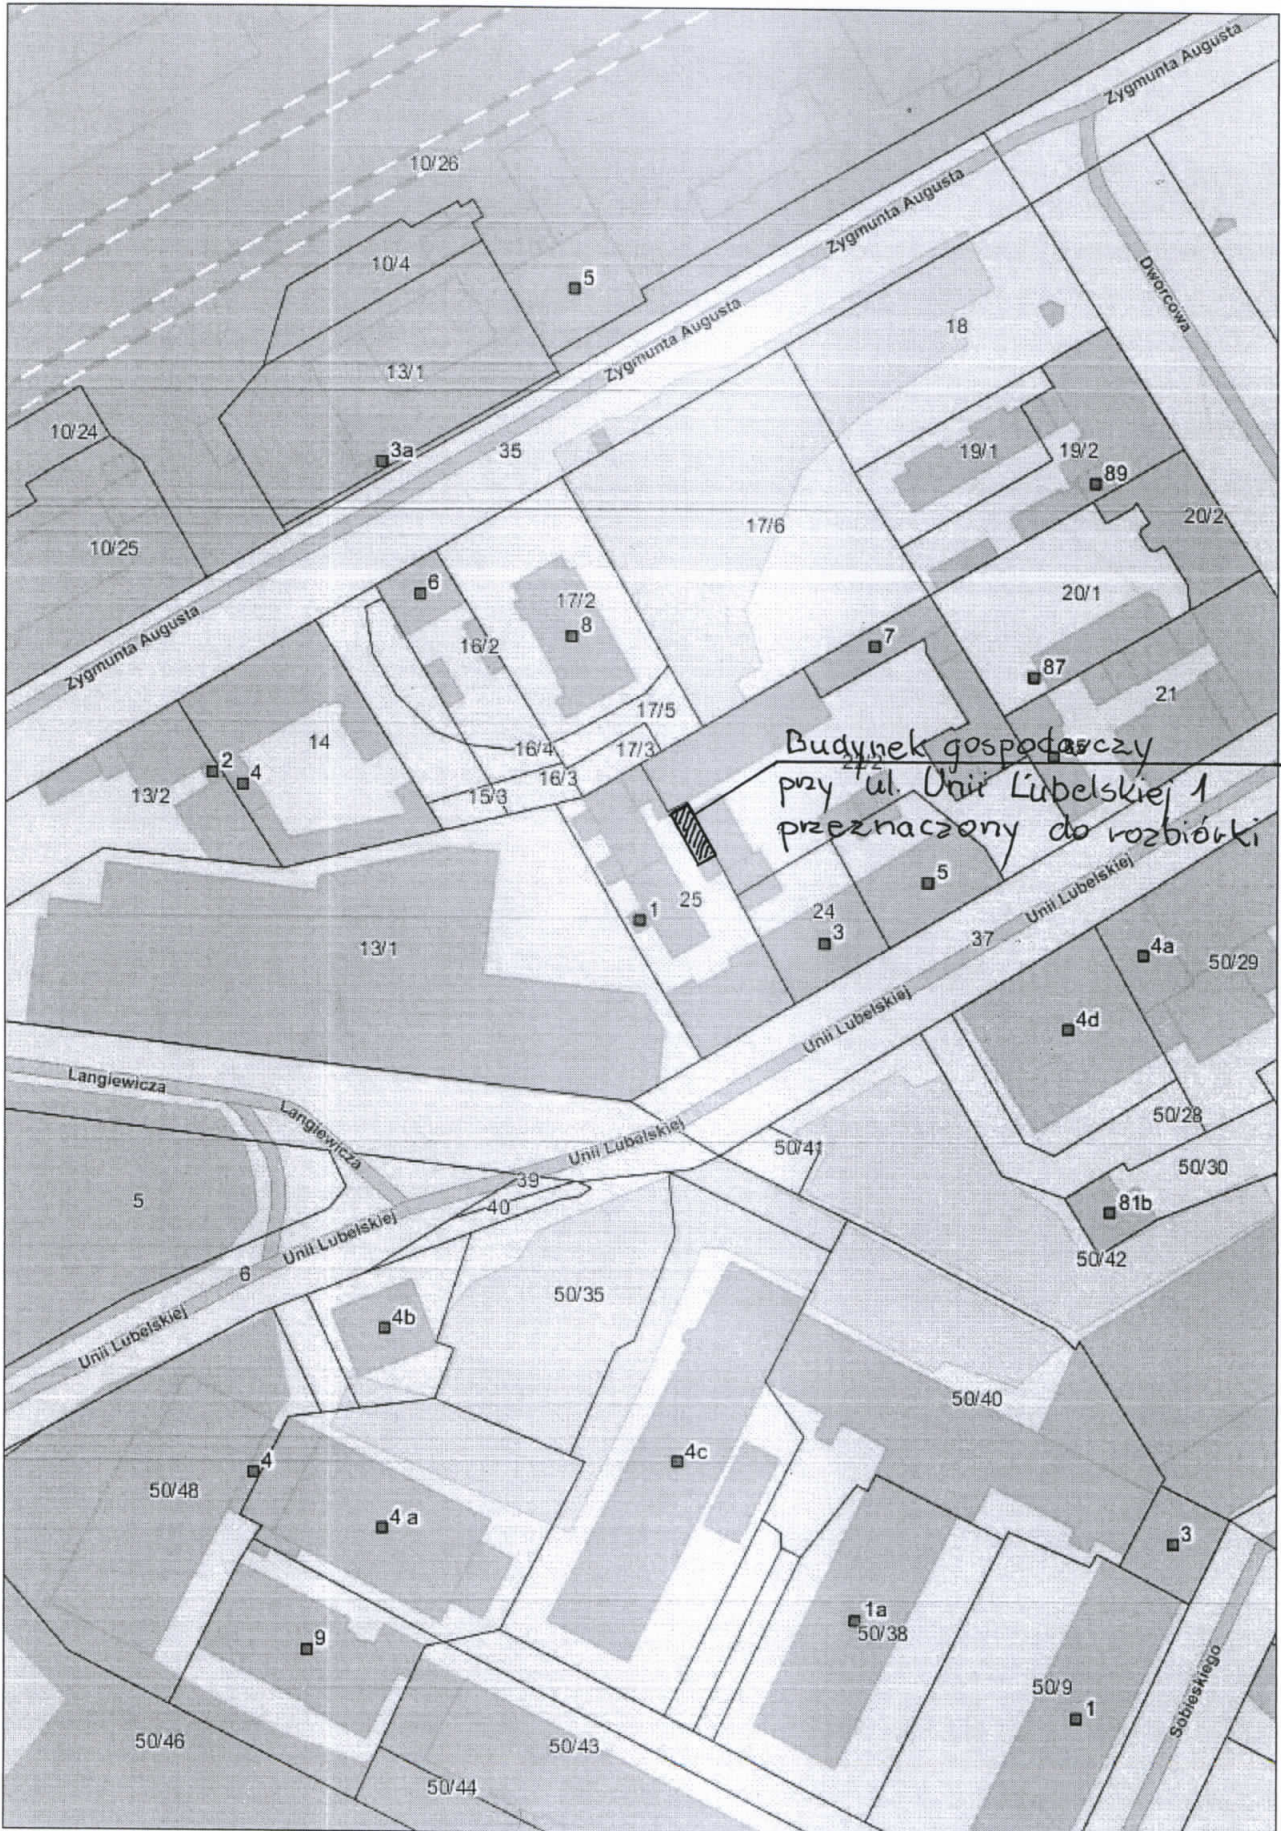 Zygmunta Augusta
10/26
Zygmunta Augusta
10/4
5
Dworcowa
18
Zygmunta Augusta
13/1
10/24
3a
35
19/1
19/2
89
17/6
20/2
10/25
6
17/2
20/1
8
Zygmunta Augusta
16/2
7
87
21
17/5
14
16/4
17/3
Budynek gospodarczy
przy ul. Unii Lubelskiej 1
przeznaczony do rozbiórki
2
4
16/3
13/2
15/3
5
Unii Lubelskiej
1
25
24
3
37
13/1
4a
50/29
Unii Lubelskiej
4d
Langiewicza
Langiewicza
50/28
Unii Lubelskiej
50/41
50/30
5
39
40
81b
Unii Lubelskiej
50/42
6
50/35
4b
Unii Lubelskiej
50/40
4c
4
50/48
4 a
3
1a
50/38
9
50/9
Sobieskiego
1
50/46
50/43
50/44